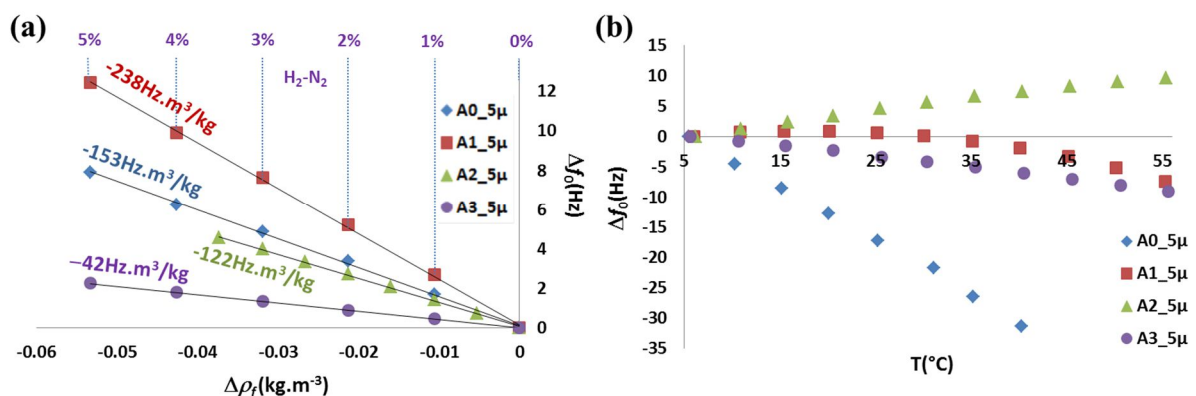 (a)
5% 4% 3% 2% 1% 0%
H₂-N₂
-238Hz.m³/kg
-153Hz.m³/kg
-122Hz.m³/kg
−42Hz.m³/kg
A0_5µ
A1_5µ
A2_5µ
A3_5µ
12
10
8
6
4
2
0
Δf₀(Hz)
-0.06 -0.05 -0.04 -0.03 -0.02 -0.01 0
Δρf(kg.m⁻³)
(b)
15
10
5
0
-5
-10
-15
-20
-25
-30
-35
Δf₀(Hz)
5 15 25 35 45 55
T(°C)
A0_5µ
A1_5µ
A2_5µ
A3_5µ